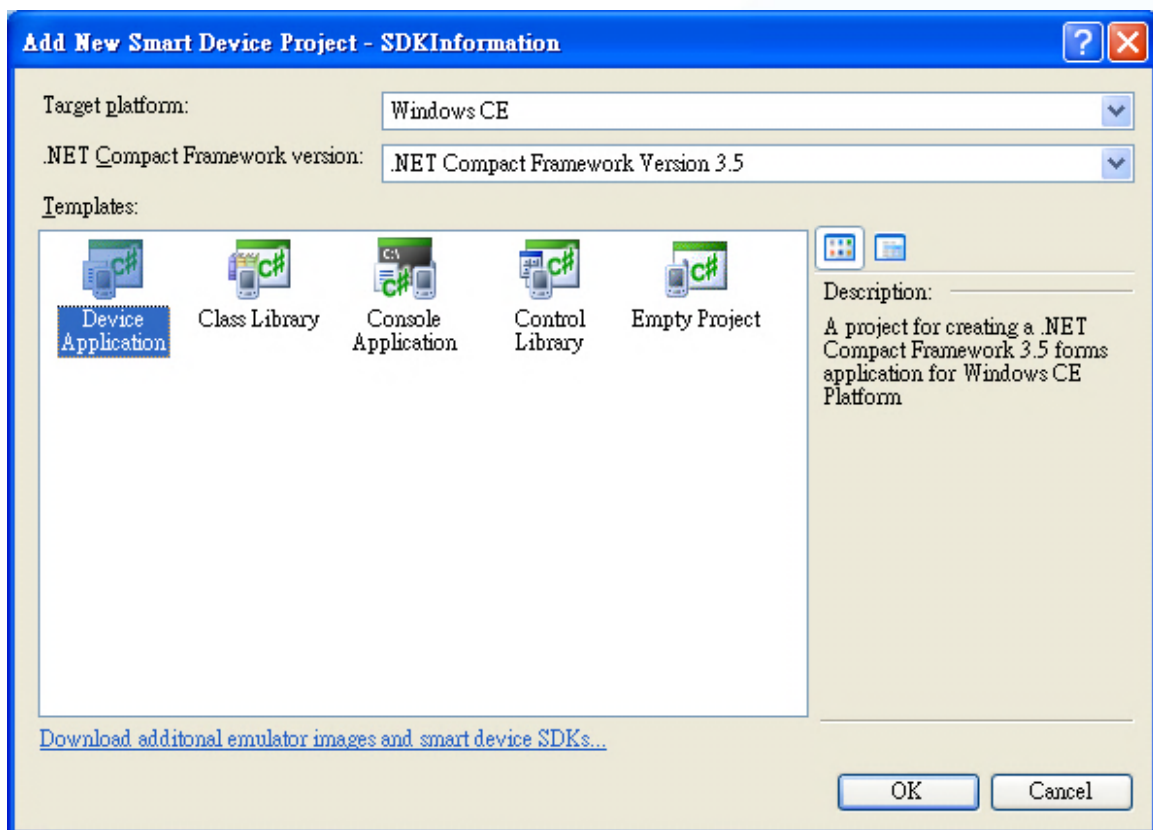 Add New Smart Device Project - SDKInformation
Target platform:
Windows CE
.NET Compact Framework version:
.NET Compact Framework Version 3.5
Templates:
Device
Application
Class Library
Console
Application
Control
Library
Empty Project
Description:
A project for creating a .NET
Compact Framework 3.5 forms
application for Windows CE
Platform
Download additonal emulator images and smart device SDKs...
OK
Cancel